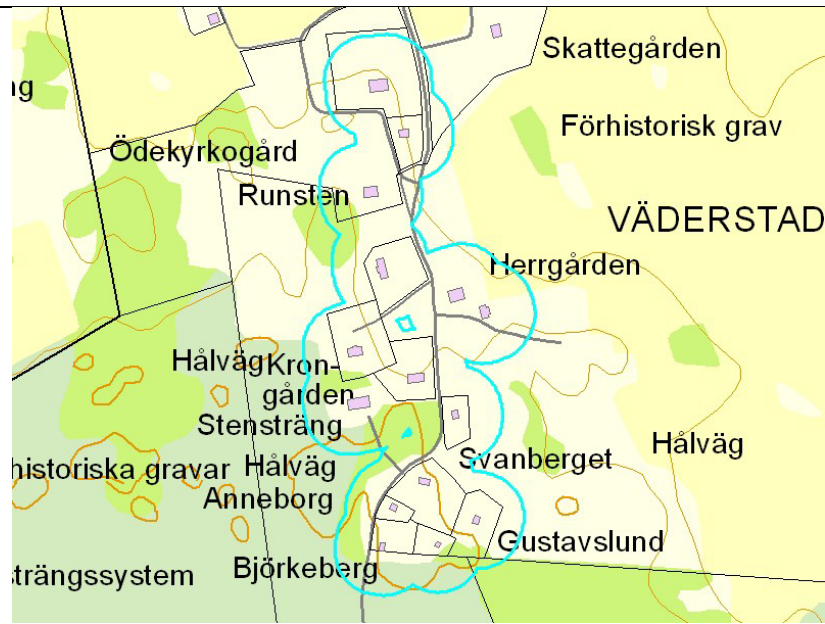 Skattegården
Förhistorisk grav
Ödekyrkogård
Runsten
VÄDERSTAD
Herrgården
Hålväg
Kron-
gården
Stensträng
Hålväg
historiska gravar
Hålväg
Svanberget
Anneborg
Gustavslund
Björkeberg
strängssystem